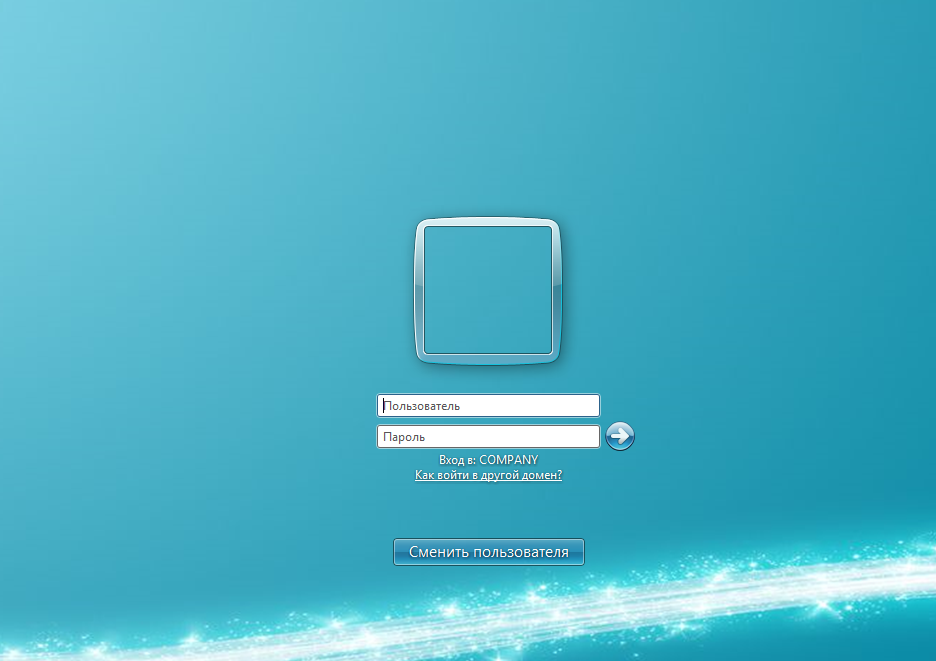 Пользователь
Пароль
Вход в: COMPANY
Как войти в другой домен?
Сменить пользователя